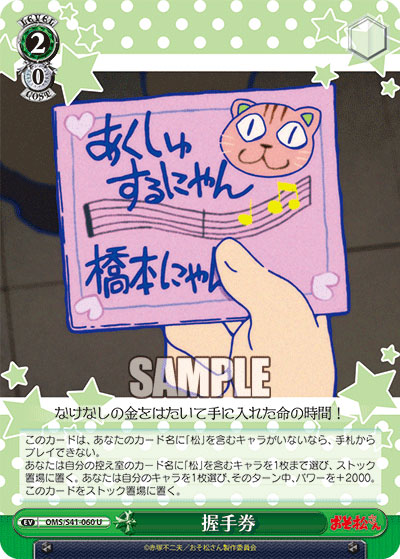 LEVEL
2
0
COST
あくしゅ
するにゃん
橋本にゃん
SAMPLE
なけなしの金をはたいて手に入れた命の時間！
このカードは、あなたのカード名に「松」を含むキャラがいないなら、手札から
プレイできない。
あなたは自分の控え室のカード名に「松」を含むキャラを1枚まで選び、ストック
置場に置く。あなたは自分のキャラを1枚選び、そのターン中、パワーを+2000。
このカードをストック置場に置く。
EV OMS/S41-060 U
握手券
おそ松さん
©赤塚不二夫／おそ松さん製作委員会